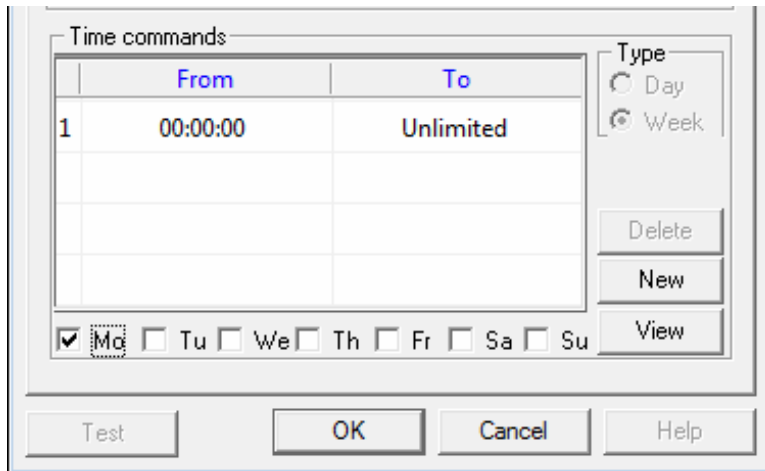 Time commands
Type
From To
Day
1 00:00:00 Unlimited
Week
Delete
New
Mo Tu We Th Fr Sa Su
View
Test OK Cancel Help